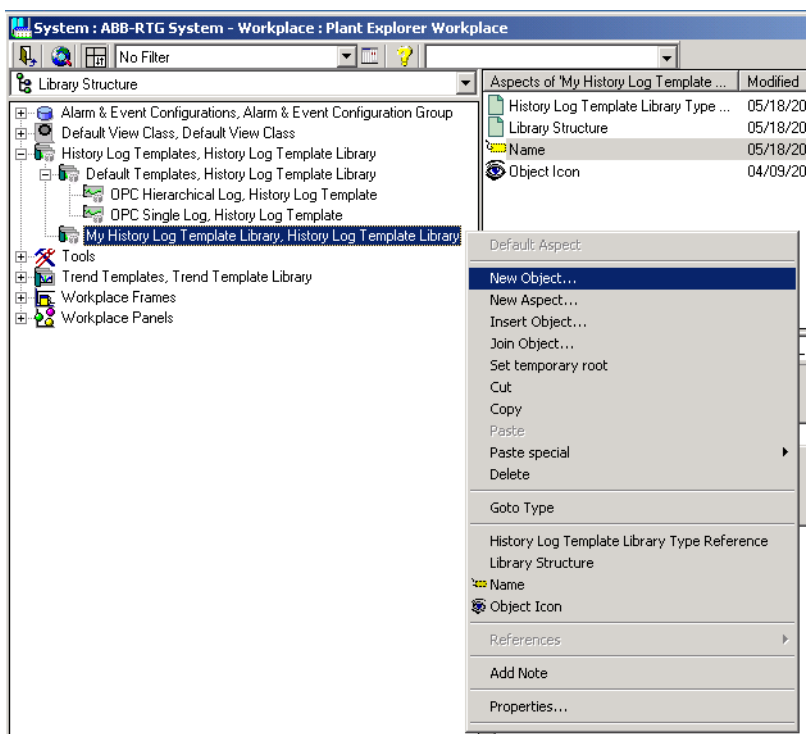 System : ABB-RTG System - Workplace : Plant Explorer Workplace
No Filter
Library Structure
Aspects of 'My History Log Template ... Modified
Alarm & Event Configurations, Alarm & Event Configuration Group
Default View Class, Default View Class
History Log Templates, History Log Template Library
Default Templates, History Log Template Library
OPC Hierarchical Log, History Log Template
OPC Single Log, History Log Template
My History Log Template Library, History Log Template Library
Tools
Trend Templates, Trend Template Library
Workplace Frames
Workplace Panels
History Log Template Library Type ... 05/18/20
Library Structure 05/18/20
Name 05/18/20
Object Icon 04/09/20
Default Aspect
New Object...
New Aspect...
Insert Object...
Join Object...
Set temporary root
Cut
Copy
Paste
Paste special
Delete
Goto Type
History Log Template Library Type Reference
Library Structure
Name
Object Icon
References
Add Note
Properties...